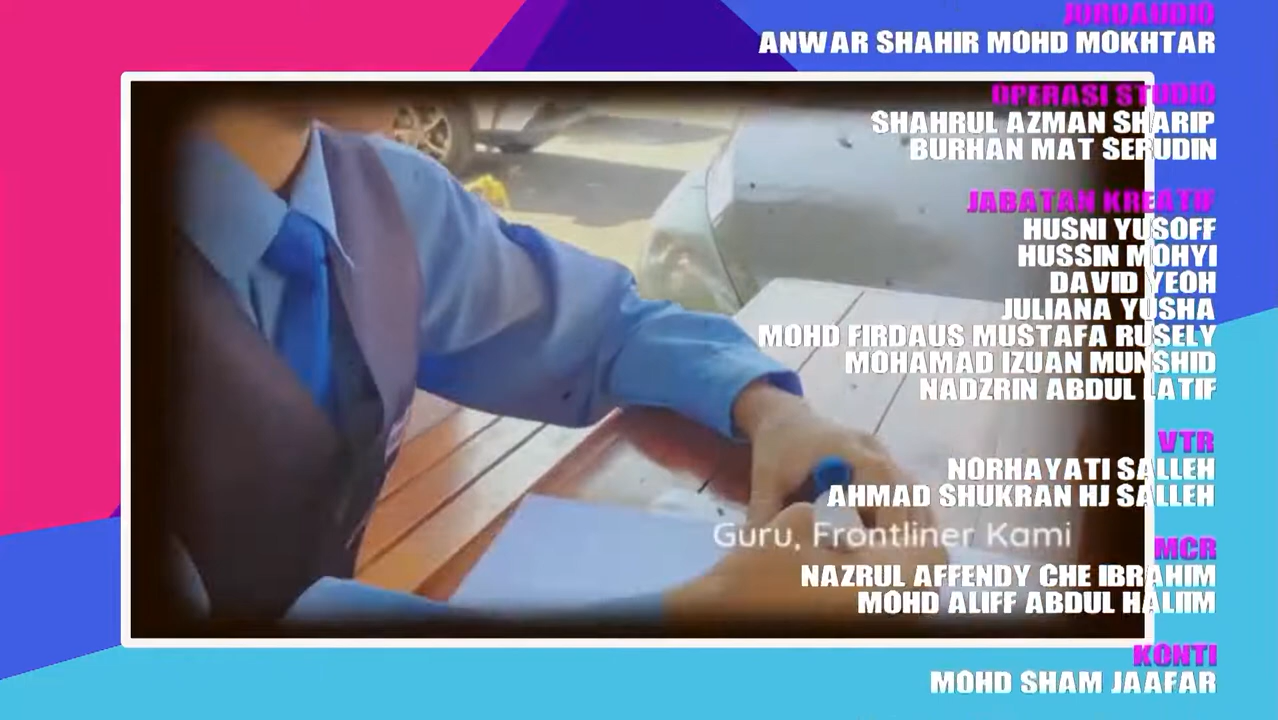 JURUAUDIO
ANWAR SHAHIR MOHD MOKHTAR
OPERASI STUDIO
SHAHRUL AZMAN SHARIP
BURHAN MAT SERUDIN
JABATAN KREATIF
HUSNI YUSOFF
HUSSIN MOHYI
DAVID YEOH
JULIANA YUSHA
MOHD FIRDAUS MUSTAFA RUSELY
MOHAMAD IZUAN MUNSHID
NADZRIN ABDUL LATIF
VTR
NORHAYATI SALLEH
AHMAD SHUKRAN HJ SALLEH
Guru, Frontliner Kami
MCR
NAZRUL AFFENDY CHE IBRAHIM
MOHD ALIFF ABDUL HALIIM
KONTI
MOHD SHAM JAAFAR